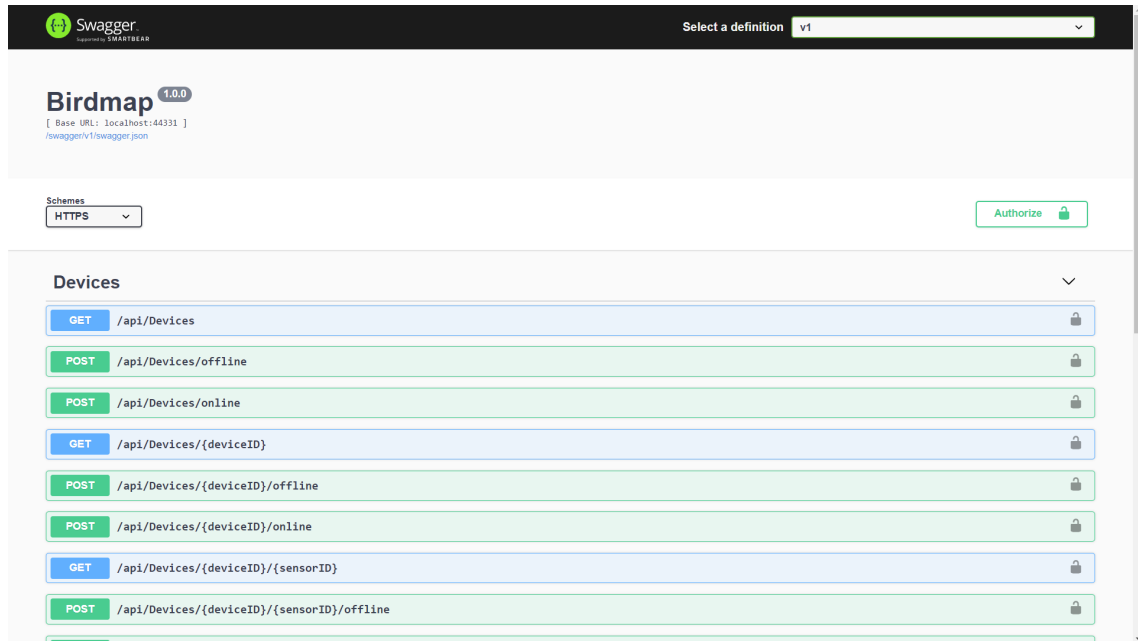 Swagger.
Supported by SMARTBEAR
Select a definition
v1
Birdmap 1.0.0
[ Base URL: localhost:44331 ]
/swagger/v1/swagger.json
Schemes
HTTPS
Authorize
Devices
GET /api/Devices
POST /api/Devices/offline
POST /api/Devices/online
GET /api/Devices/{deviceID}
POST /api/Devices/{deviceID}/offline
POST /api/Devices/{deviceID}/online
GET /api/Devices/{deviceID}/{sensorID}
POST /api/Devices/{deviceID}/{sensorID}/offline